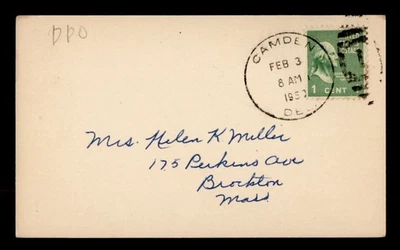 DPO
CAMDEN
FEB 3
8 AM
DEL
1 CENT
Mrs. Helen K Miller
175 Perkins Ave
Brockton
Mass